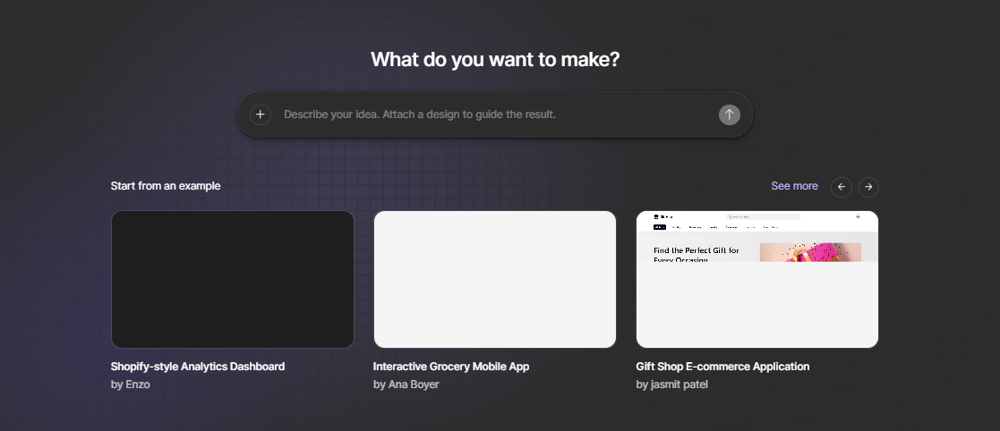 What do you want to make?
Describe your idea. Attach a design to guide the result.
Start from an example
See more
Find the Perfect Gift for
Every Occasion
Shopify-style Analytics Dashboard
by Enzo
Interactive Grocery Mobile App
by Ana Boyer
Gift Shop E-commerce Application
by jasmit patel